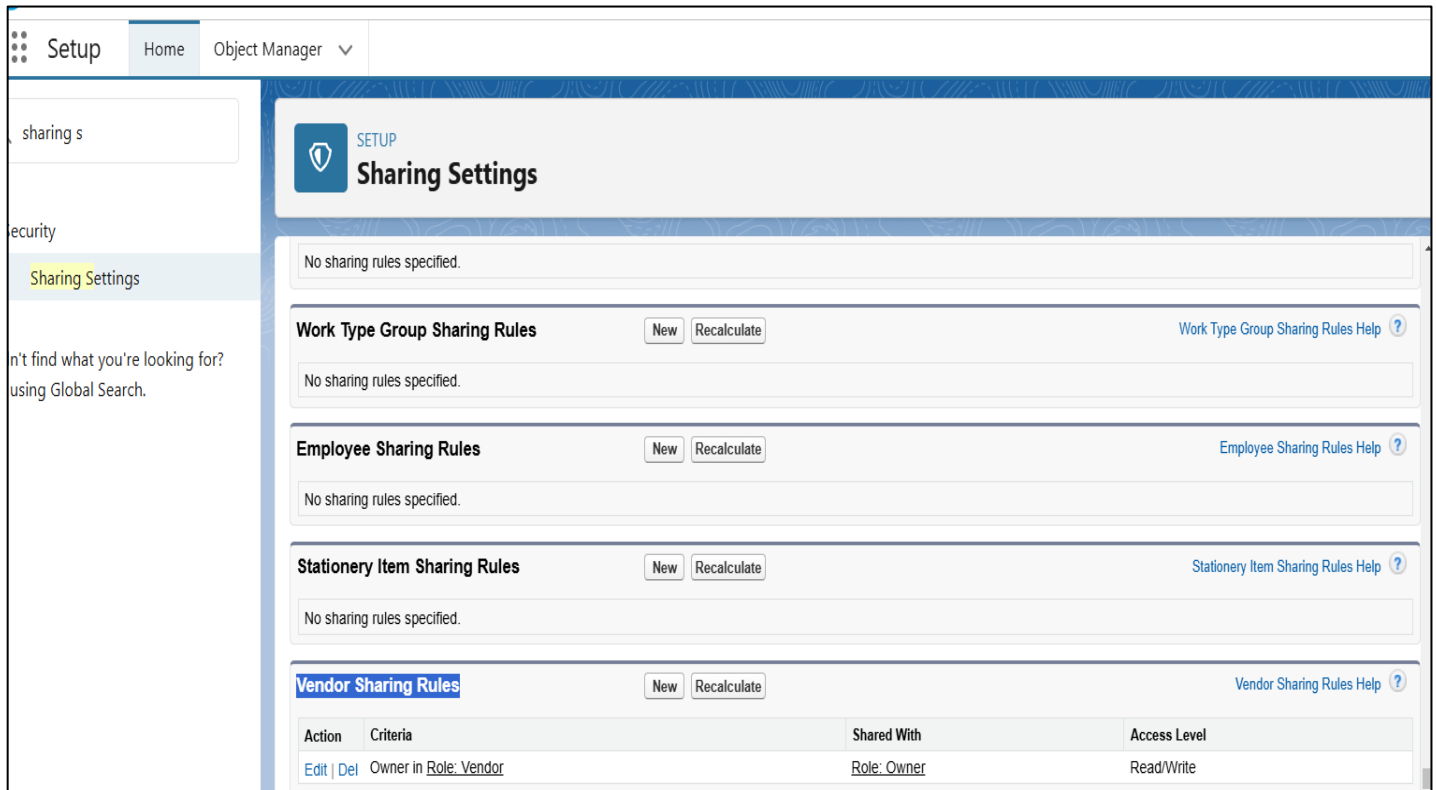 Setup Home Object Manager
sharing s
SETUP
Sharing Settings
ecurity
Sharing Settings
n't find what you're looking for?
using Global Search.
No sharing rules specified.
Work Type Group Sharing Rules New Recalculate Work Type Group Sharing Rules Help ?
No sharing rules specified.
Employee Sharing Rules New Recalculate Employee Sharing Rules Help ?
No sharing rules specified.
Stationery Item Sharing Rules New Recalculate Stationery Item Sharing Rules Help ?
No sharing rules specified.
Vendor Sharing Rules New Recalculate Vendor Sharing Rules Help ?
Action Criteria Shared With Access Level
Edit | Del Owner in Role: Vendor Role: Owner Read/Write